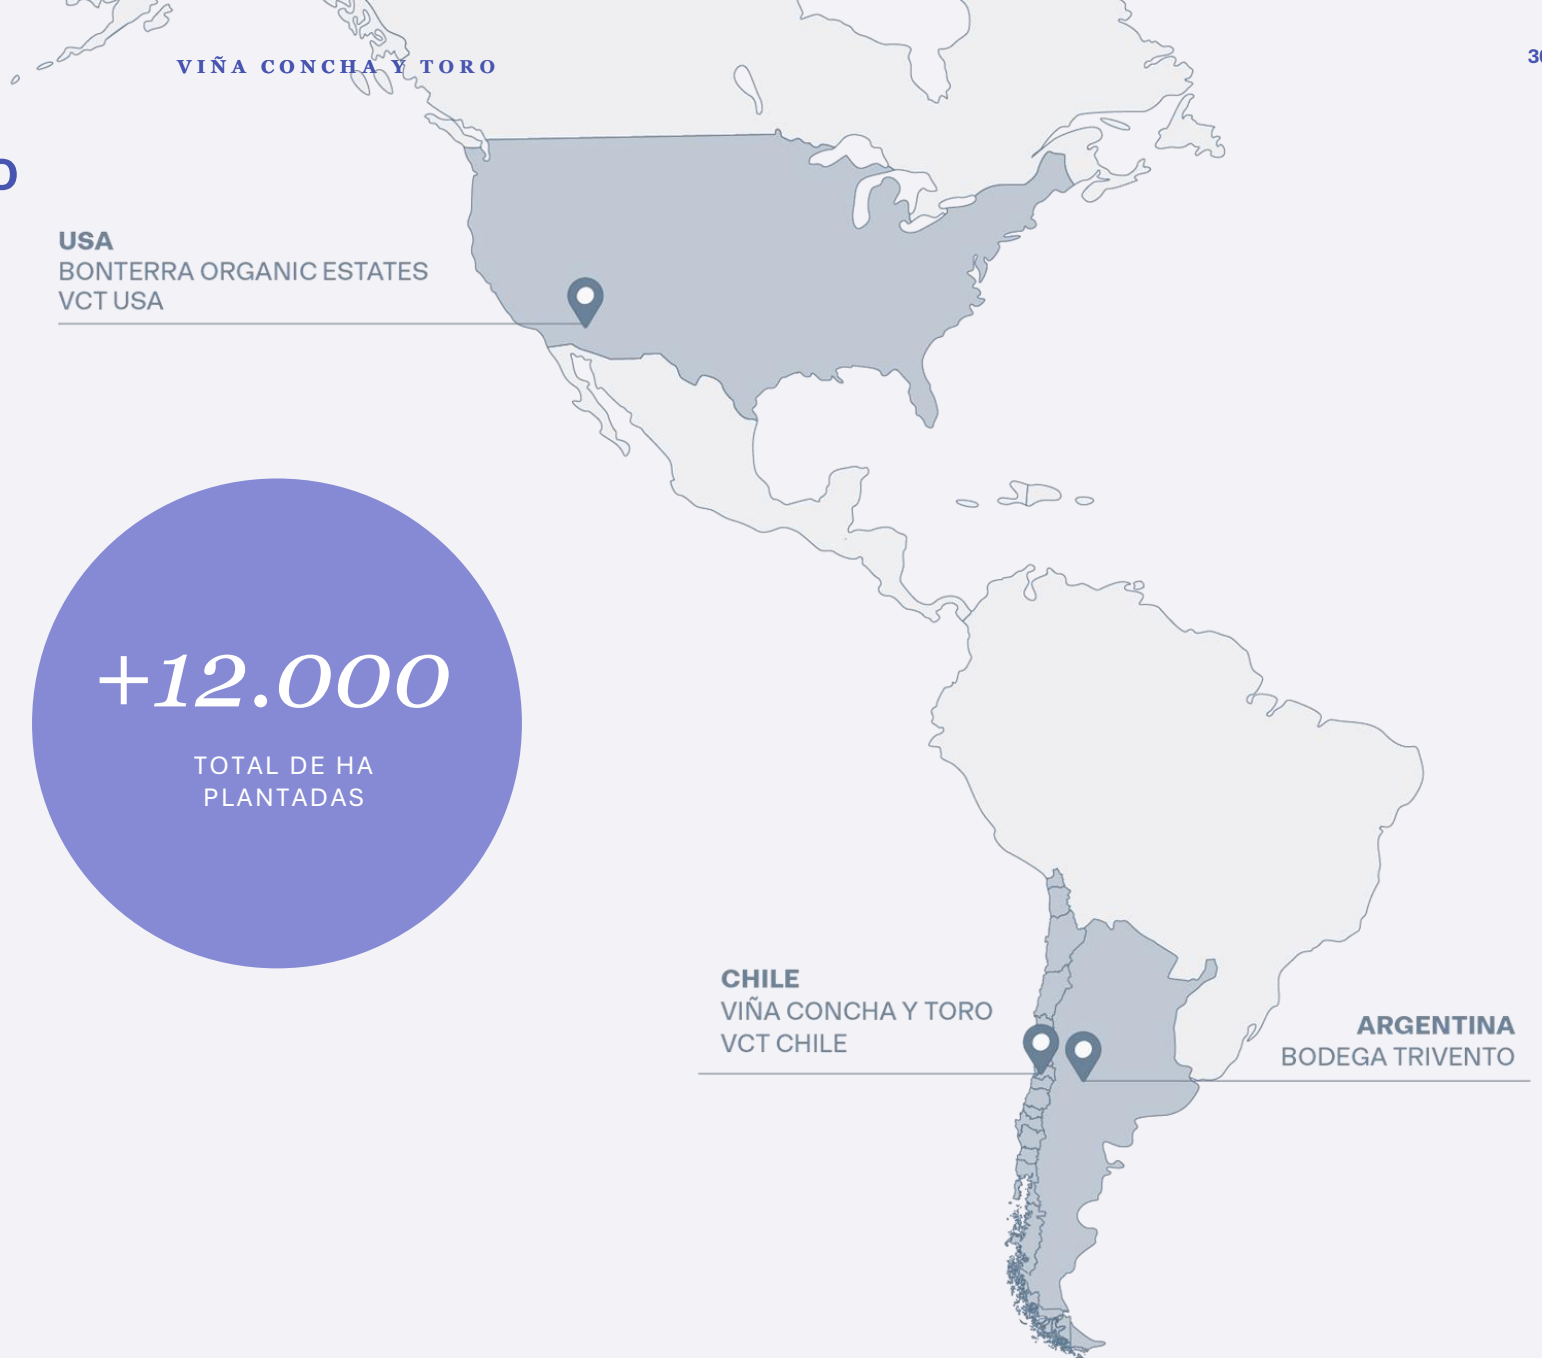 VIÑA CONCHA Y TORO
USA
BONTERRA ORGANIC ESTATES
VCT USA
+12.000
TOTAL DE HA
PLANTADAS
CHILE
VIÑA CONCHA Y TORO
VCT CHILE
ARGENTINA
BODEGA TRIVENTO